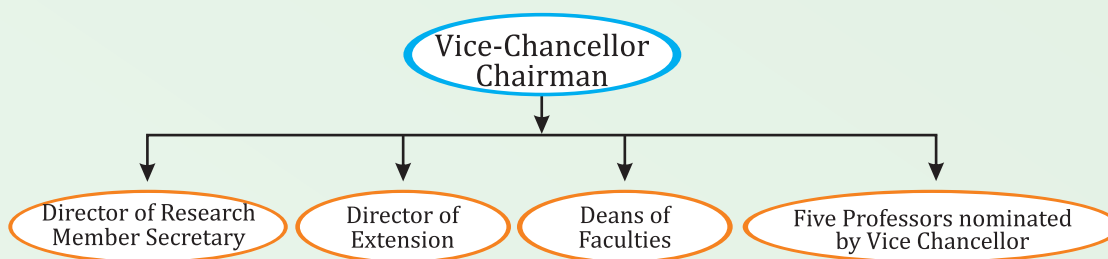 Vice-Chancellor
Chairman
Director of Research
Member Secretary
Director of
Extension
Deans of
Faculties
Five Professors nominated
by Vice Chancellor